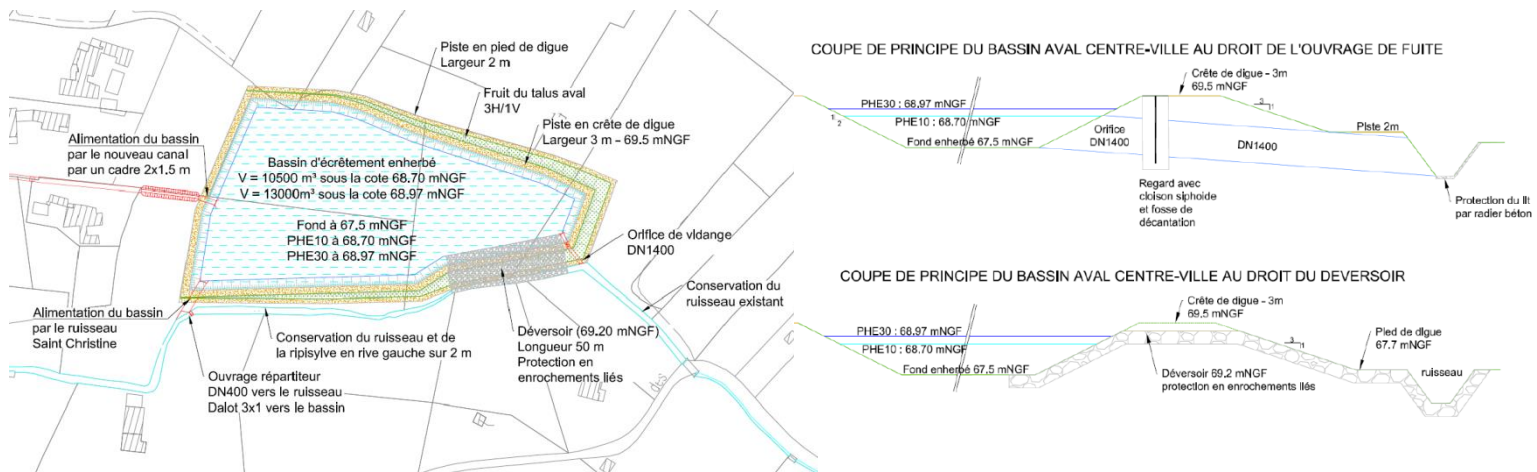 Piste en pied de digue
Largeur 2 m
Fruit du talus aval
3H/1V
Piste en crête de digue
Largeur 3 m - 69.5 mNGF
Alimentation du bassin
par le nouveau canal
par un cadre 2x1.5 m
Bassin d'écrêtement enherbé
V = 10500 m³ sous la cote 68.70 mNGF
V = 13000m³ sous la cote 68.97 mNGF
Fond à 67.5 mNGF
PHE10 à 68.70 mNGF
PHE30 à 68.97 mNGF
Orifice de vidange
DN1400
Conservation du
ruisseau existant
Alimentation du bassin
par le ruisseau
Saint Christine
Conservation du ruisseau et de
la ripisylve en rive gauche sur 2 m
Déversoir (69.20 mNGF)
Longueur 50 m
Protection en
enrochements liés
Ouvrage répartiteur
DN400 vers le ruisseau
Dalot 3x1 vers le bassin
des
COUPE DE PRINCIPE DU BASSIN AVAL CENTRE-VILLE AU DROIT DE L'OUVRAGE DE FUITE
Crête de digue - 3m
69.5 mNGF
PHE30 : 68.97 mNGF
PHE10 : 68.70 mNGF
1
2
3
1
Orifice
DN1400
Fond enherbé 67.5 mNGF
Piste 2m
DN1400
Regard avec
cloison siphoide
et fosse de
décantation
Protection du lit
par radier béton
COUPE DE PRINCIPE DU BASSIN AVAL CENTRE-VILLE AU DROIT DU DEVERSOIR
Crête de digue - 3m
69.5 mNGF
PHE30 : 68.97 mNGF
PHE10 : 68.70 mNGF
3
1
Pied de digue
67.7 mNGF
Fond enherbé 67.5 mNGF
Déversoir 69.2 mNGF
protection en enrochements liés
ruisseau